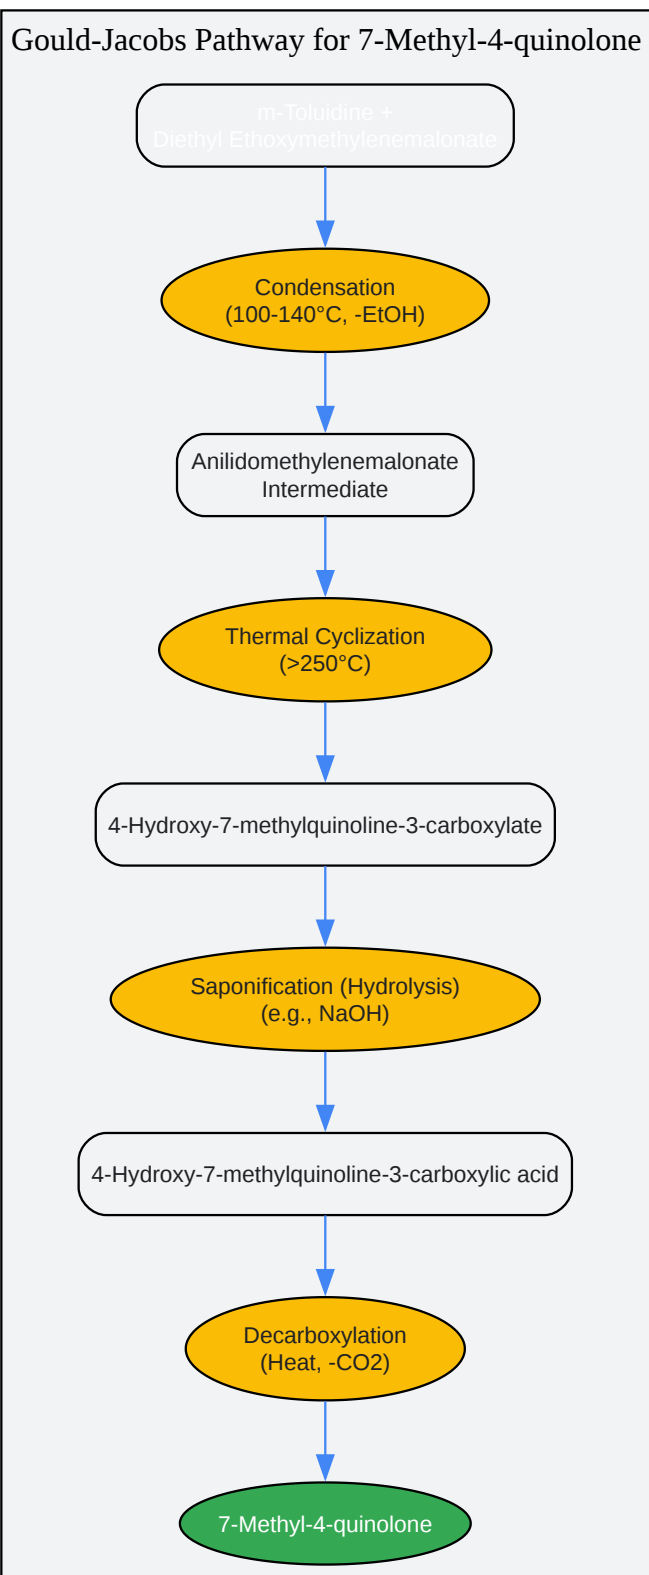 Gould-Jacobs Pathway for 7-Methyl-4-quinolone
m-Toluidine +
Diethyl Ethoxymethylenemalonate
Condensation
(100-140°C, -EtOH)
Anilidomethylenemalonate
Intermediate
Thermal Cyclization
(>250°C)
4-Hydroxy-7-methylquinoline-3-carboxylate
Saponification (Hydrolysis)
(e.g., NaOH)
4-Hydroxy-7-methylquinoline-3-carboxylic acid
Decarboxylation
(Heat, -CO2)
7-Methyl-4-quinolone